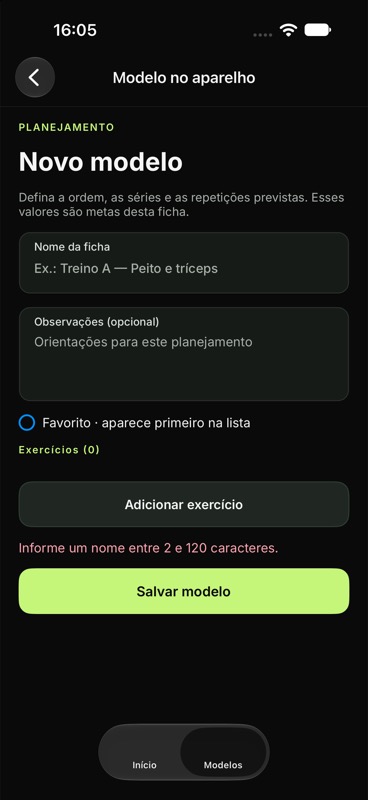 16:05
Modelo no aparelho
PLANEJAMENTO
Novo modelo
Defina a ordem, as séries e as repetições previstas. Esses
valores são metas desta ficha.
Nome da ficha
Ex.: Treino A — Peito e tríceps
Observações (opcional)
Orientações para este planejamento
Favorito · aparece primeiro na lista
Exercícios (0)
Adicionar exercício
Informe um nome entre 2 e 120 caracteres.
Salvar modelo
Início
Modelos